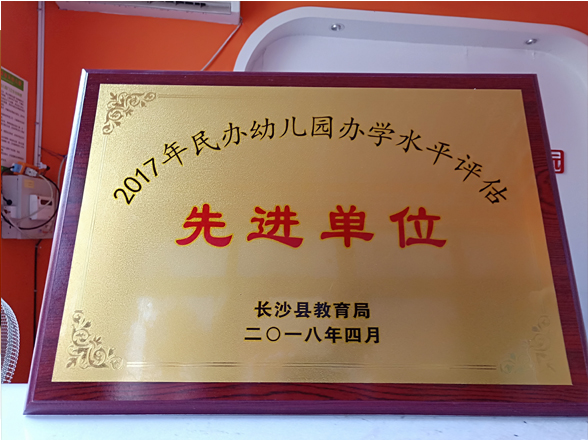 2017年民办幼儿园办学水平评估
先进单位
长沙县教育局
二〇一八年四月
园